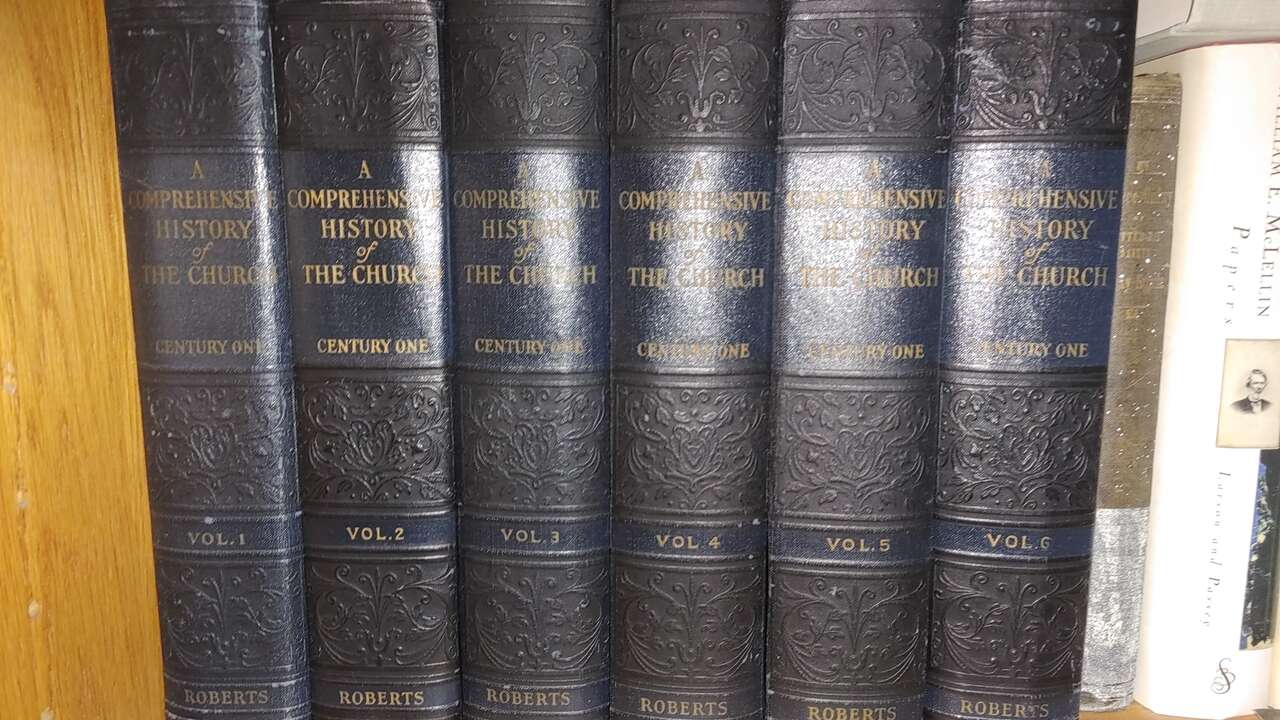 A
COMPREHENSIVE
HISTORY
of
THE CHURCH
CENTURY ONE
VOL.1
ROBERTS
A
COMPREHENSIVE
HISTORY
of
THE CHURCH
CENTURY ONE
VOL.2
ROBERTS
A
COMPREHENSIVE
HISTORY
of
THE CHURCH
CENTURY ONE
VOL 3
ROBERTS
A
COMPREHENSIVE
HISTORY
of
THE CHURCH
CENTURY ONE
VOL 4
ROBERTS
A
COMPREHENSIVE
HISTORY
of
THE CHURCH
CENTURY ONE
VOL.5
ROBERTS
A
COMPREHENSIVE
HISTORY
of
THE CHURCH
CENTURY ONE
VOL.6
ROBERTS
E. MCLELLIN
Papers
Larson and Passey
S